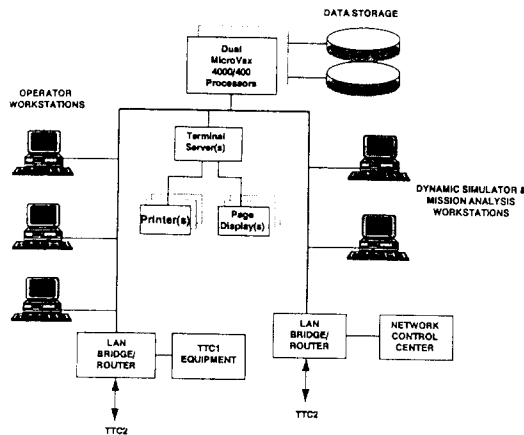 DATA STORAGE
Dual
MicroVax
4000/400
Processors
OPERATOR
WORKSTATIONS
Terminal
Server(s)
Printer(s)
Page
Display(s)
DYNAMIC SIMULATOR &
MISSION ANALYSIS
WORKSTATIONS
LAN
BRIDGE/
ROUTER
TTC1
EQUIPMENT
LAN
BRIDGE/
ROUTER
NETWORK
CONTROL
CENTER
TTC2
TTC2